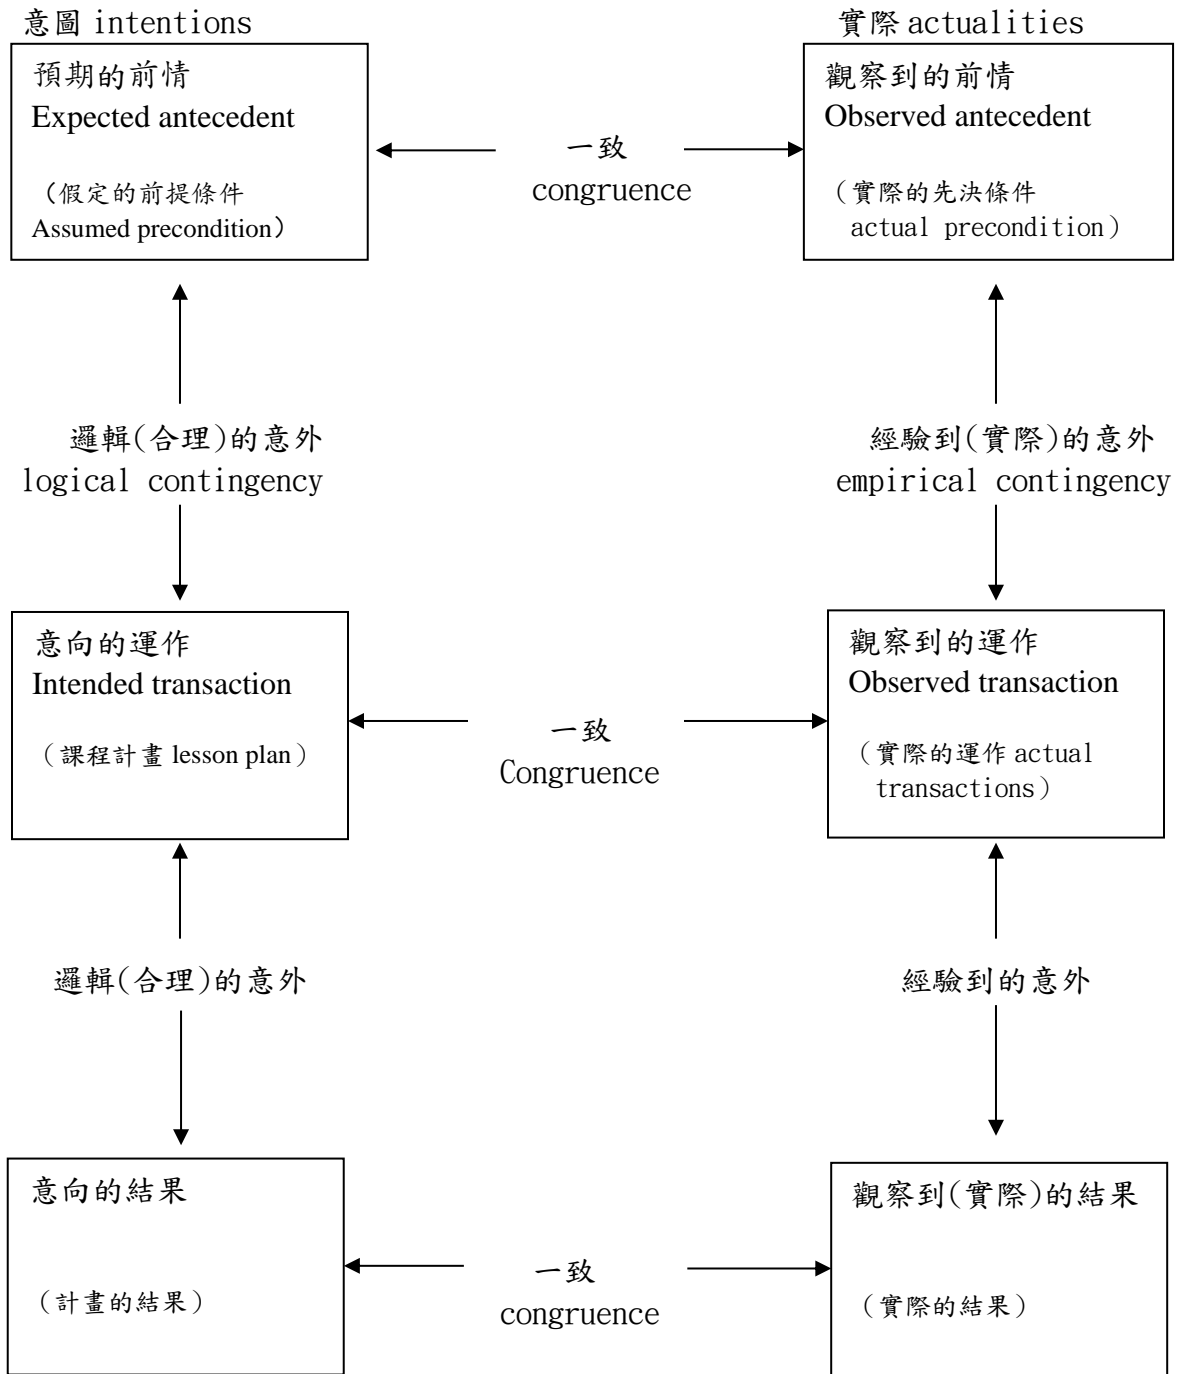 意圖 intentions
實際 actualities
預期的前情
Expected antecedent
（假定的前提條件
Assumed precondition）
一致
congruence
觀察到的前情
Observed antecedent
（實際的先決條件
actual precondition）
邏輯(合理)的意外
logical contingency
經驗到(實際)的意外
empirical contingency
意向的運作
Intended transaction
（課程計畫 lesson plan）
一致
Congruence
觀察到的運作
Observed transaction
（實際的運作 actual
transactions）
邏輯(合理)的意外
經驗到的意外
意向的結果
（計畫的結果）
一致
congruence
觀察到(實際)的結果
（實際的結果）